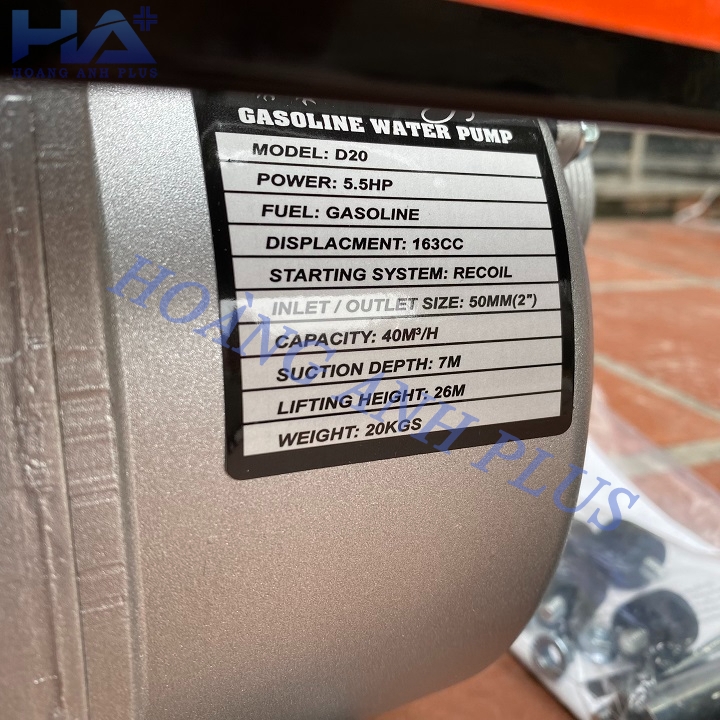 HA+
HOANG ANH PLUS
GASOLINE WATER PUMP
MODEL: D20
POWER: 5.5HP
FUEL: GASOLINE
DISPLACMENT: 163CC
STARTING SYSTEM: RECOIL
INLET / OUTLET SIZE: 50MM(2")
CAPACITY: 40M³/H
SUCTION DEPTH: 7M
LIFTING HEIGHT: 26M
WEIGHT: 20KGS
HOÀNG ANH PLUS